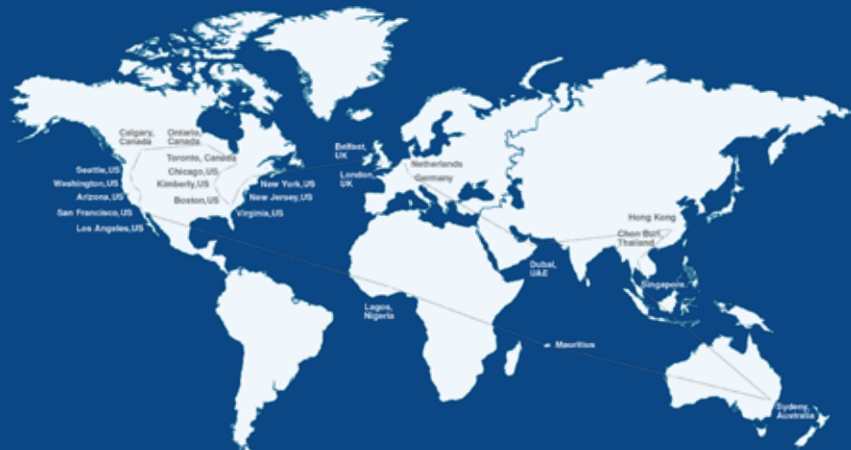 Calgary,
Canada
Ontario,
Canada
Toronto, Canada
Chicago,US
Kimberly,US
Boston,US
Seattle,US
Washington,US
Arizona,US
San Francisco,US
Los Angeles,US
New York,US
New Jersey,US
Virginia,US
Belfast,
UK
London,
UK
Netherlands
Germany
Lagos,
Nigeria
Dubai,
UAE
Mauritius
Hong Kong
Chon Buri,
Thailand
Singapore
Sydeny,
Australia